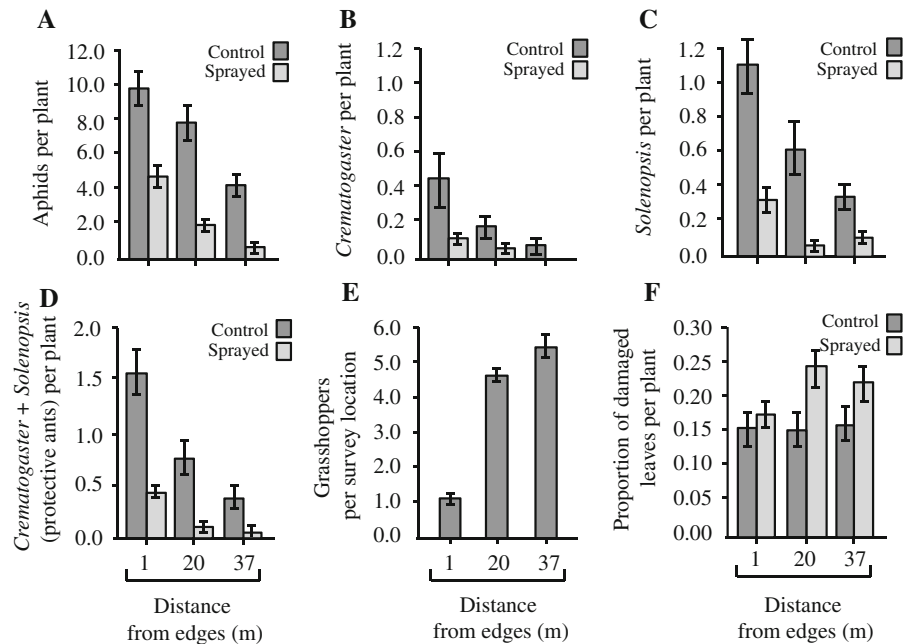 A
Aphids per plant
12.0
10.0
8.0
6.0
4.0
2.0
0.0
Control
Sprayed
B
Crematogaster per plant
1.2
1.0
0.8
0.6
0.4
0.2
0.0
Control
Sprayed
C
Solenopsis per plant
1.2
1.0
0.8
0.6
0.4
0.2
0.0
Control
Sprayed
D
Crematogaster + Solenopsis
(protective ants) per plant
2.0
1.5
1.0
0.5
0.0
Control
Sprayed
1 20 37
Distance
from edges (m)
E
Grasshoppers
per survey location
6.0
5.0
4.0
3.0
2.0
1.0
0.0
1 20 37
Distance
from edges (m)
F
Proportion of damaged
leaves per plant
0.30
0.25
0.20
0.15
0.10
0.05
0.00
Control
Sprayed
1 20 37
Distance
from edges (m)